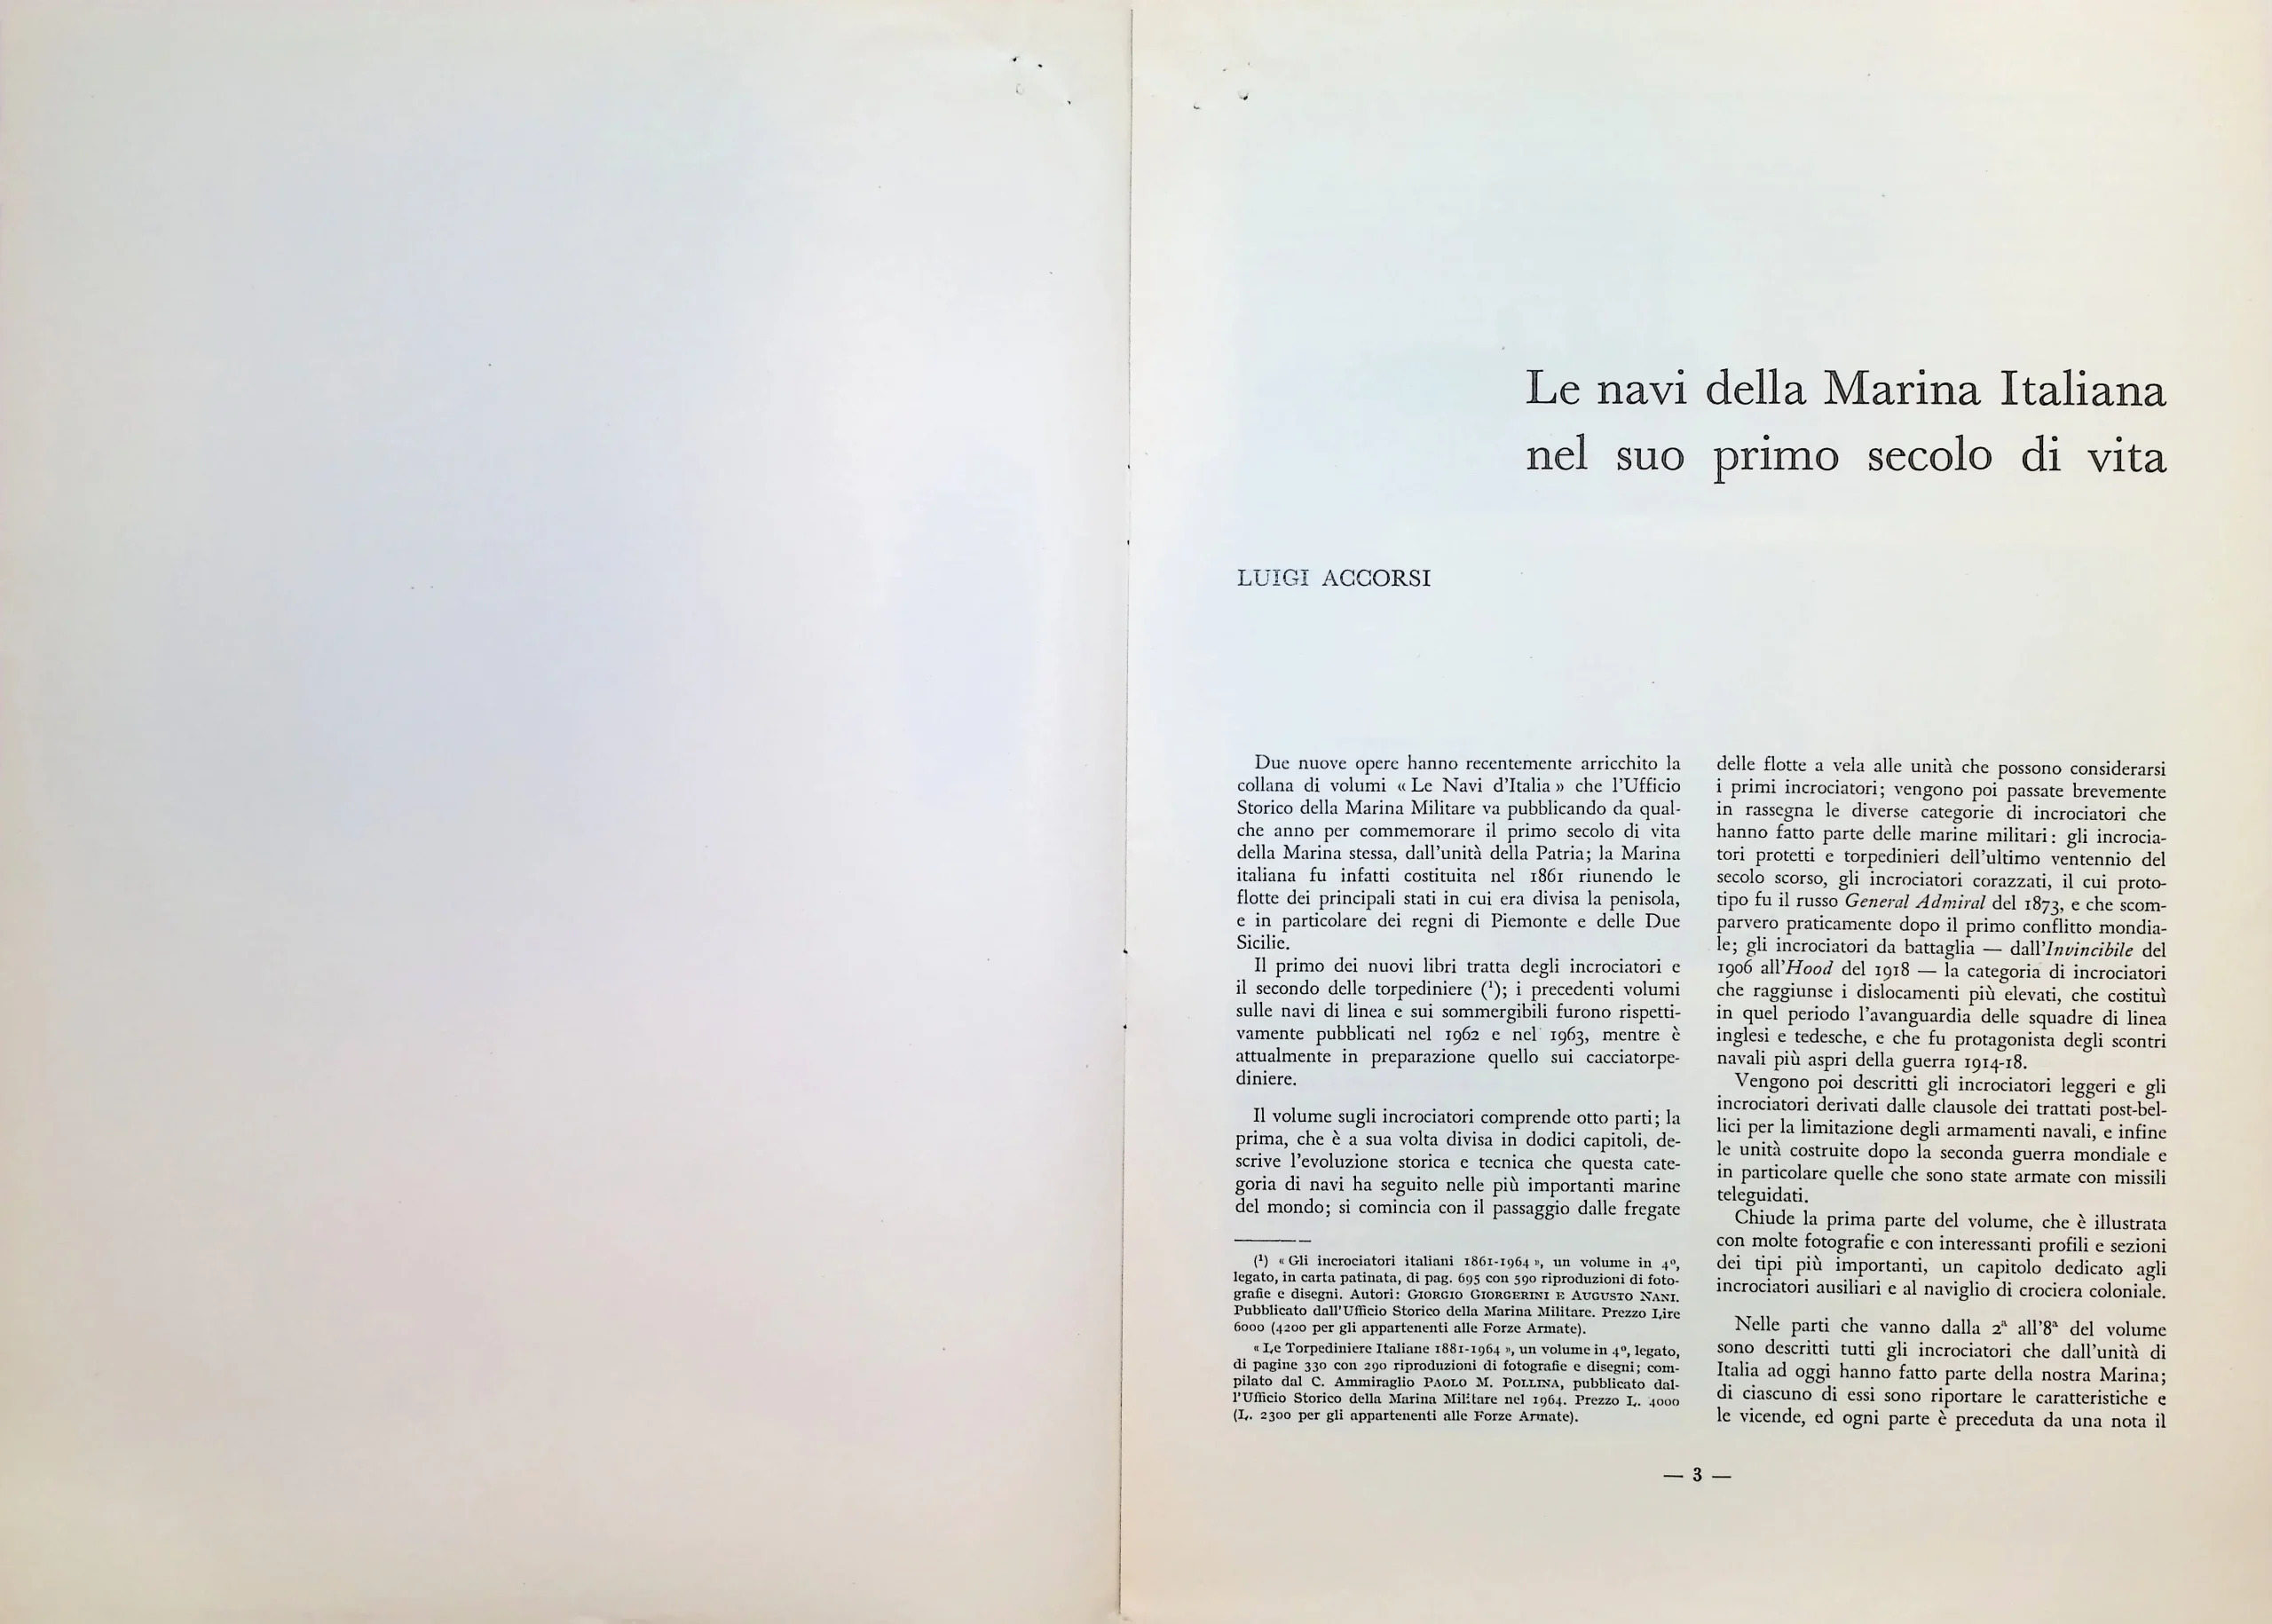 Le navi della Marina Italiana
nel suo primo secolo di vita
LUIGI ACCORSI
Due nuove opere hanno recentemente arricchito la
collana di volumi « Le Navi d'Italia » che l'Ufficio
Storico della Marina Militare va pubblicando da qual-
che anno per commemorare il primo secolo di vita
della Marina stessa, dall'unità della Patria; la Marina
italiana fu infatti costituita nel 1861 riunendo le
flotte dei principali stati in cui era divisa la penisola,
e in particolare dei regni di Piemonte e delle Due
Sicilie.
Il primo dei nuovi libri tratta degli incrociatori e
il secondo delle torpediniere (¹); i precedenti volumi
sulle navi di linea e sui sommergibili furono rispetti-
vamente pubblicati nel 1962 e nel 1963, mentre è
attualmente in preparazione quello sui cacciatorpe-
diniere.
Il volume sugli incrociatori comprende otto parti; la
prima, che è a sua volta divisa in dodici capitoli, de-
scrive l'evoluzione storica e tecnica che questa cate-
goria di navi ha seguito nelle più importanti marine
del mondo; si comincia con il passaggio dalle fregate
(¹) « Gli incrociatori italiani 1861-1964 », un volume in 4º,
legato, in carta patinata, di pag. 695 con 590 riproduzioni di foto-
grafie e disegni. Autori: GIORGIO GIORGERINI E AUGUSTO NANI.
Pubblicato dall'Ufficio Storico della Marina Militare. Prezzo Lire
6000 (4200 per gli appartenenti alle Forze Armate).
« Le Torpediniere Italiane 1881-1964 », un volume in 4º, legato,
di pagine 330 con 290 riproduzioni di fotografie e disegni; com-
pilato dal C. Ammiraglio PAOLO M. POLLINA, pubblicato dal-
l'Ufficio Storico della Marina Militare nel 1964. Prezzo L. 4000
(L. 2300 per gli appartenenti alle Forze Armate).
delle flotte a vela alle unità che possono considerarsi
i primi incrociatori; vengono poi passate brevemente
in rassegna le diverse categorie di incrociatori che
hanno fatto parte delle marine militari: gli incrocia-
tori protetti e torpedinieri dell'ultimo ventennio del
secolo scorso, gli incrociatori corazzati, il cui proto-
tipo fu il russo General Admiral del 1873, e che scom-
parvero praticamente dopo il primo conflitto mondia-
le; gli incrociatori da battaglia — dall'Invincibile del
1906 all'Hood del 1918 — la categoria di incrociatori
che raggiunse i dislocamenti più elevati, che costituì
in quel periodo l'avanguardia delle squadre di linea
inglesi e tedesche, e che fu protagonista degli scontri
navali più aspri della guerra 1914-18.
Vengono poi descritti gli incrociatori leggeri e gli
incrociatori derivati dalle clausole dei trattati post-bel-
lici per la limitazione degli armamenti navali, e infine
le unità costruite dopo la seconda guerra mondiale e
in particolare quelle che sono state armate con missili
teleguidati.
Chiude la prima parte del volume, che è illustrata
con molte fotografie e con interessanti profili e sezioni
dei tipi più importanti, un capitolo dedicato agli
incrociatori ausiliari e al naviglio di crociera coloniale.
Nelle parti che vanno dalla 2ª all'8ª del volume
sono descritti tutti gli incrociatori che dall'unità di
Italia ad oggi hanno fatto parte della nostra Marina;
di ciascuno di essi sono riportare le caratteristiche e
le vicende, ed ogni parte è preceduta da una nota il
— 3 —